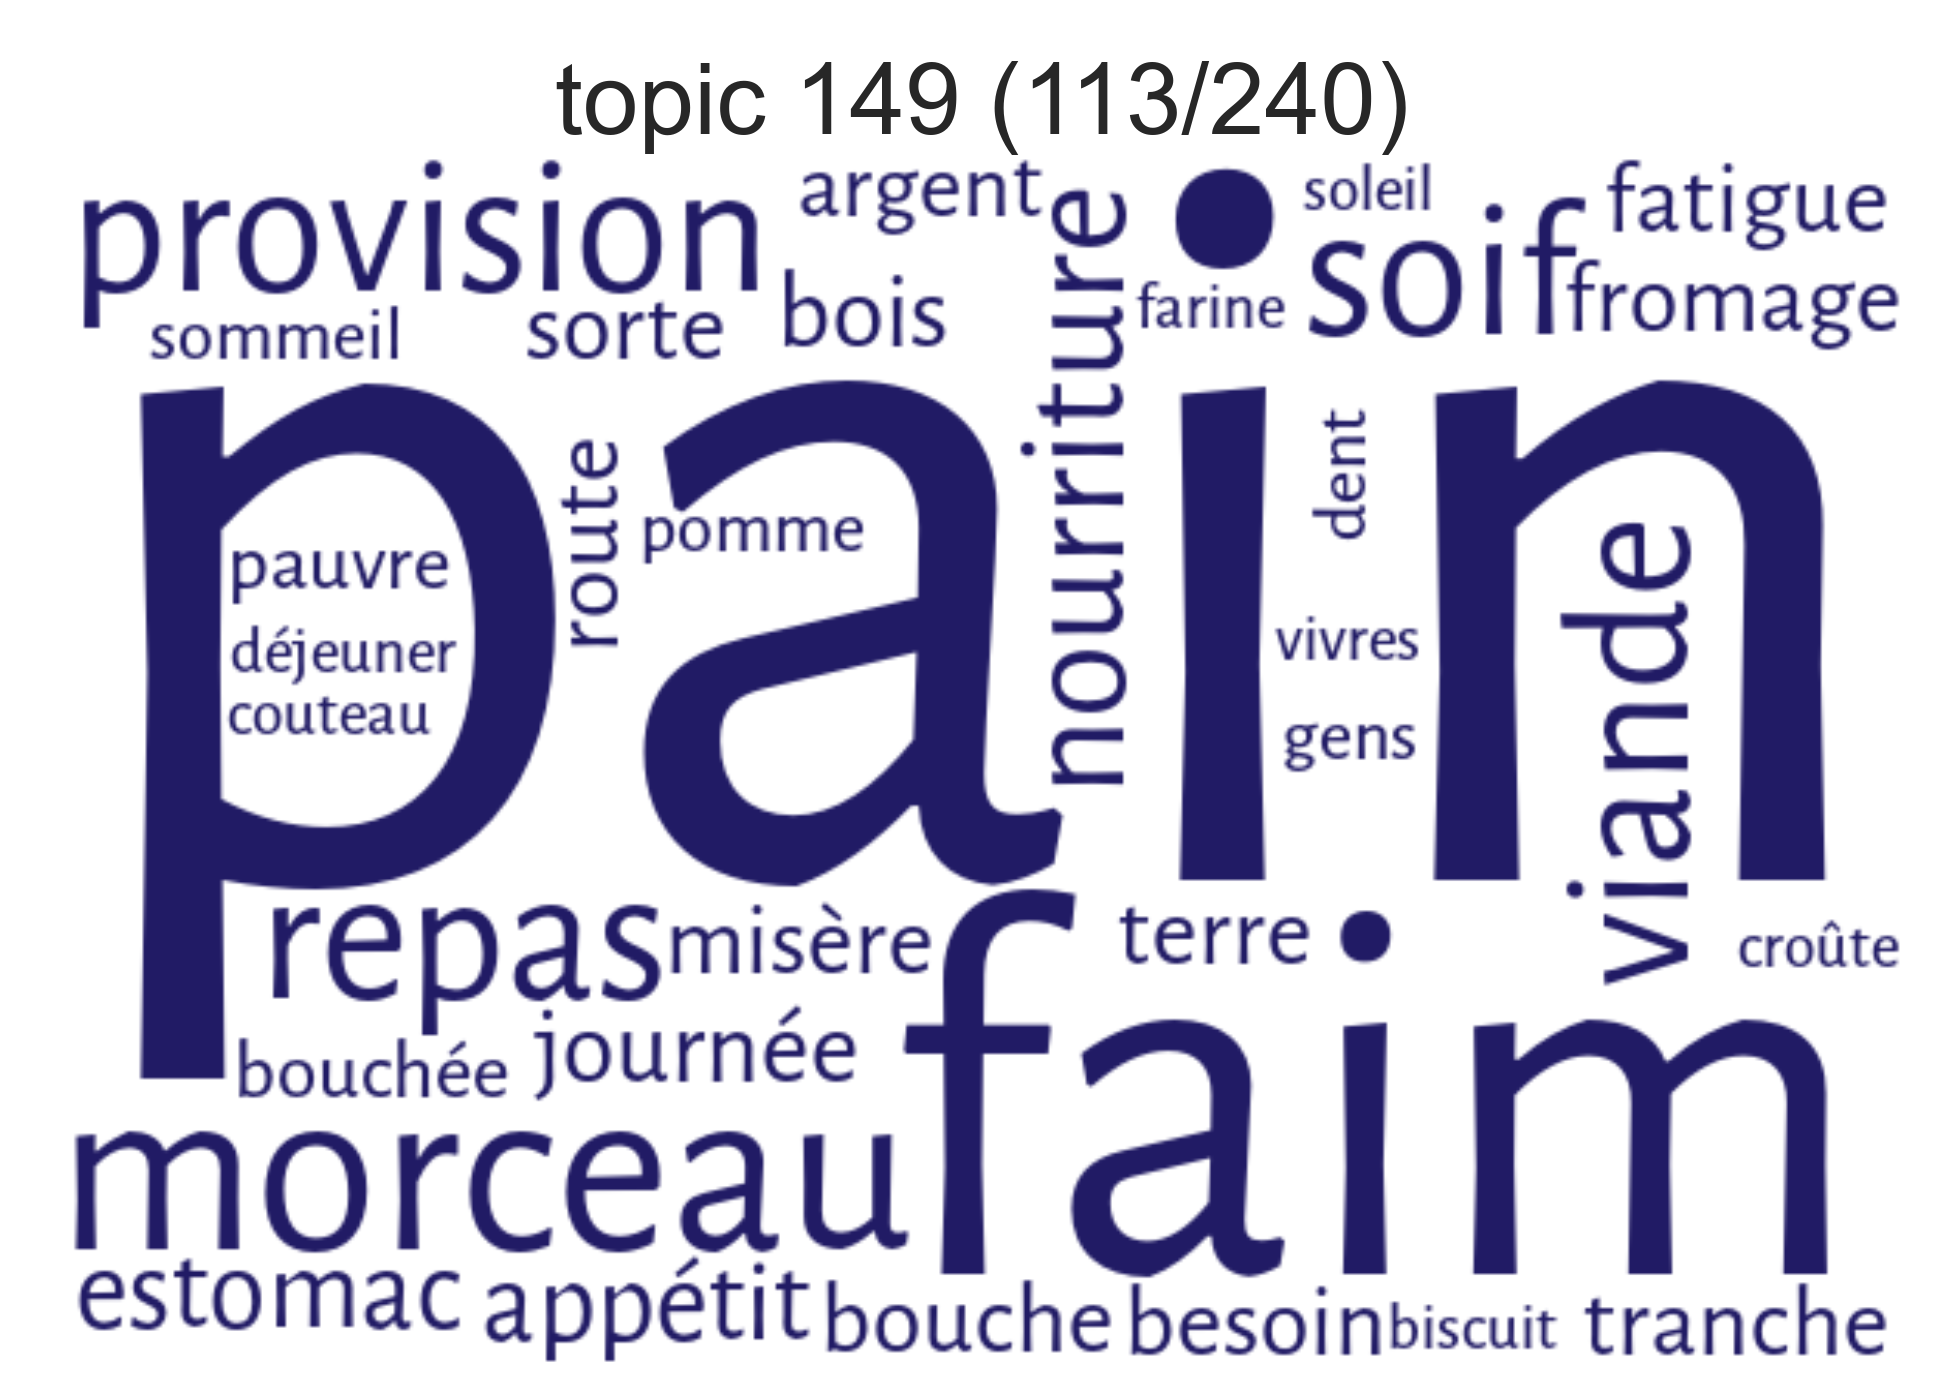 topic 149 (113/240)
provision
argent
nourriture
soleil
soif
fatigue
sommeil
sorte
bois
farine
fromage
pain
route
dent
pomme
pauvre
déjeuner
couteau
vivres
gens
viande
repas
misère
faim
terre
croûte
bouchée
journée
morceau
estomac
appétit
bouche
besoin
biscuit
tranche